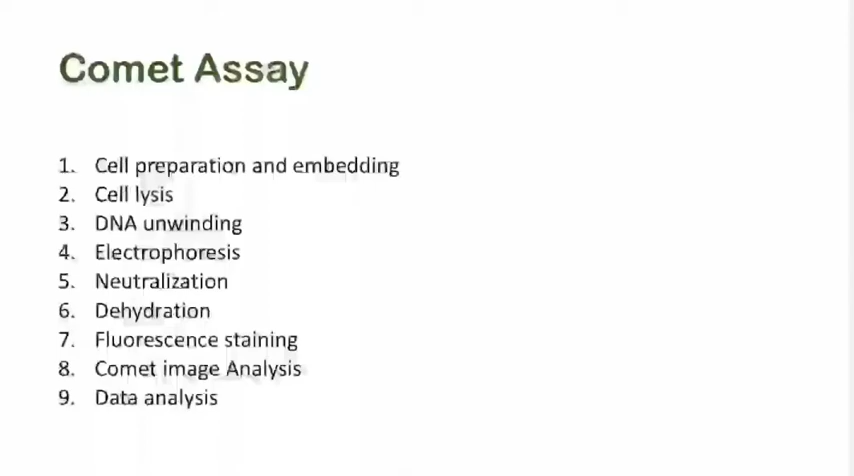 Comet Assay
1. Cell preparation and embedding
2. Cell lysis
3. DNA unwinding
4. Electrophoresis
5. Neutralization
6. Dehydration
7. Fluorescence staining
8. Comet image Analysis
9. Data analysis